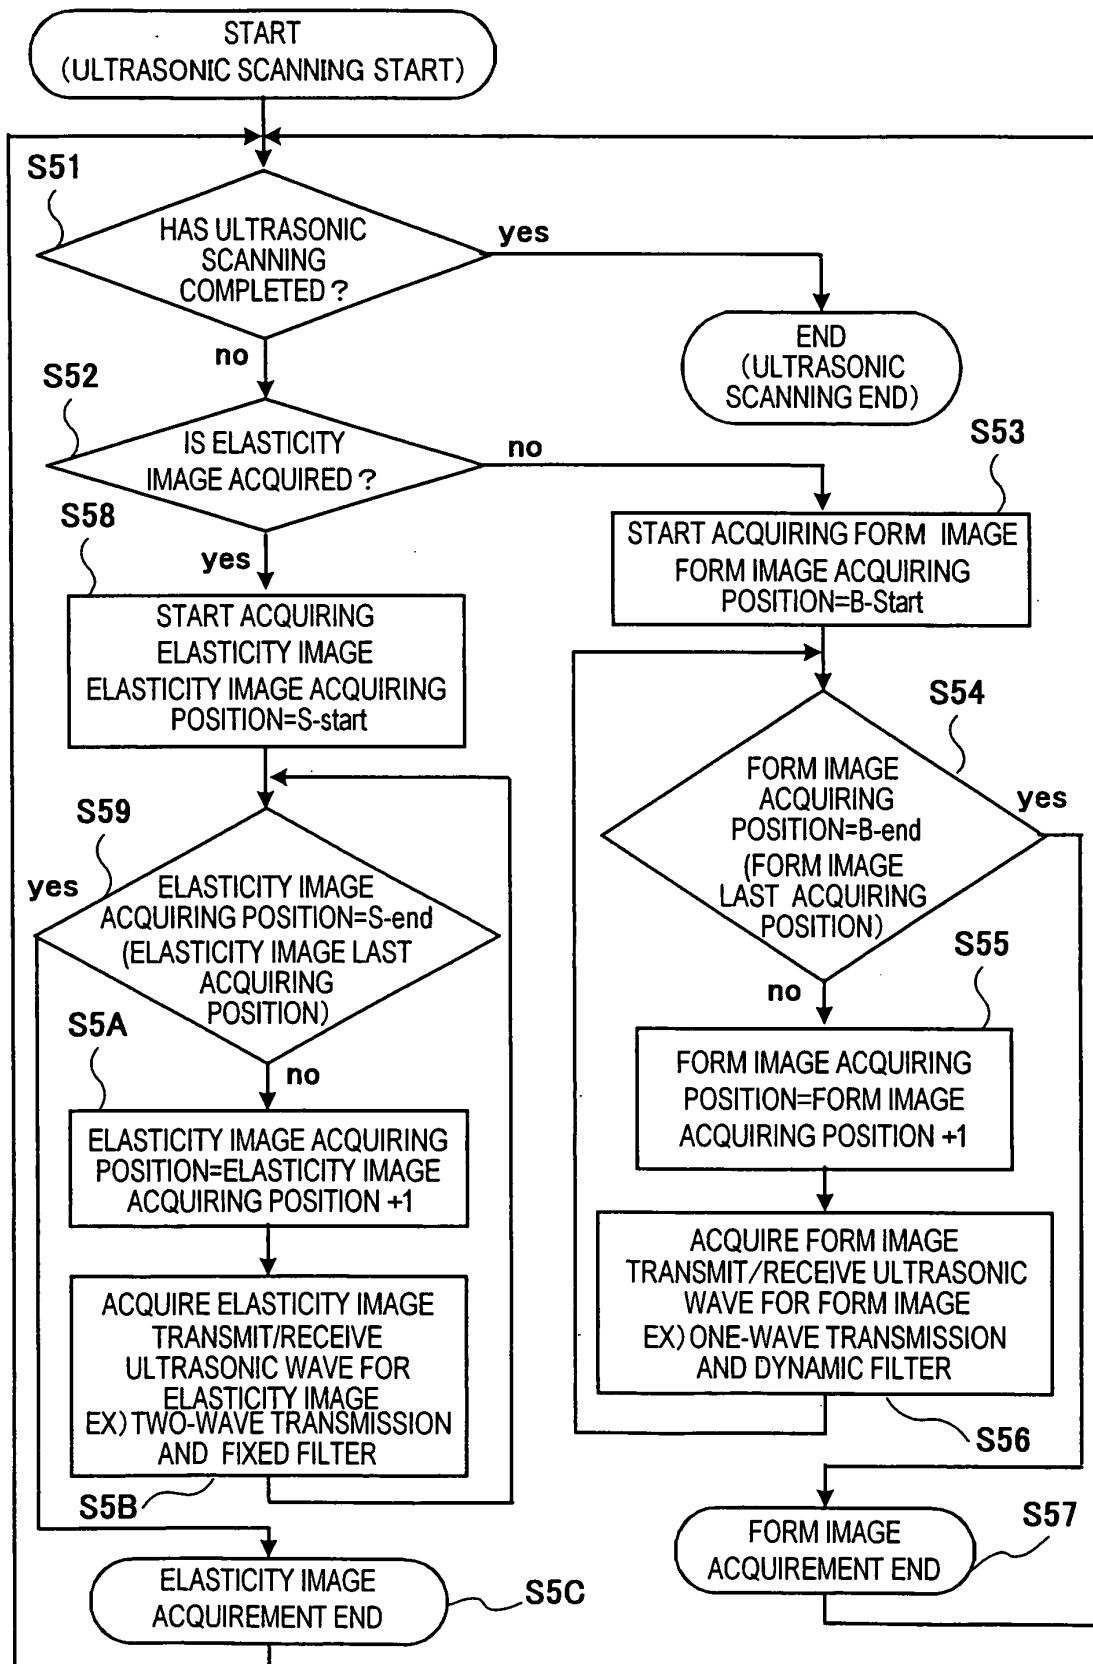 START
(ULTRASONIC SCANNING START)
S51
HAS ULTRASONIC
SCANNING
COMPLETED ?
yes
no
END
(ULTRASONIC
SCANNING END)
S52
IS ELASTICITY
IMAGE ACQUIRED ?
no
yes
S53
START ACQUIRING FORM IMAGE
FORM IMAGE ACQUIRING
POSITION=B-Start
S58
START ACQUIRING
ELASTICITY IMAGE
ELASTICITY IMAGE ACQUIRING
POSITION=S-start
S54
FORM IMAGE
ACQUIRING
POSITION=B-end
(FORM IMAGE
LAST ACQUIRING
POSITION)
yes
no
S59
yes
ELASTICITY IMAGE
ACQUIRING POSITION=S-end
(ELASTICITY IMAGE LAST
ACQUIRING
POSITION)
no
S55
FORM IMAGE ACQUIRING
POSITION=FORM IMAGE
ACQUIRING POSITION +1
S5A
ELASTICITY IMAGE ACQUIRING
POSITION=ELASTICITY IMAGE
ACQUIRING POSITION +1
ACQUIRE FORM IMAGE
TRANSMIT/RECEIVE ULTRASONIC
WAVE FOR FORM IMAGE
EX) ONE-WAVE TRANSMISSION
AND DYNAMIC FILTER
S56
ACQUIRE ELASTICITY IMAGE
TRANSMIT/RECEIVE
ULTRASONIC WAVE FOR
ELASTICITY IMAGE
EX) TWO-WAVE TRANSMISSION
AND FIXED FILTER
S5B
FORM IMAGE
ACQUIREMENT END
S57
ELASTICITY IMAGE
ACQUIREMENT END
S5C